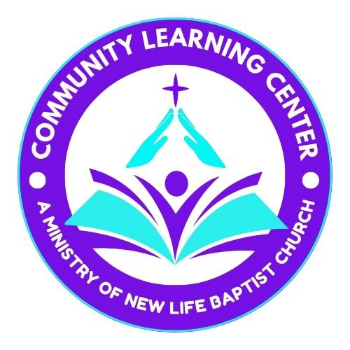 COMMUNITY LEARNING CENTER
A MINISTRY OF NEW LIFE BAPTIST CHURCH